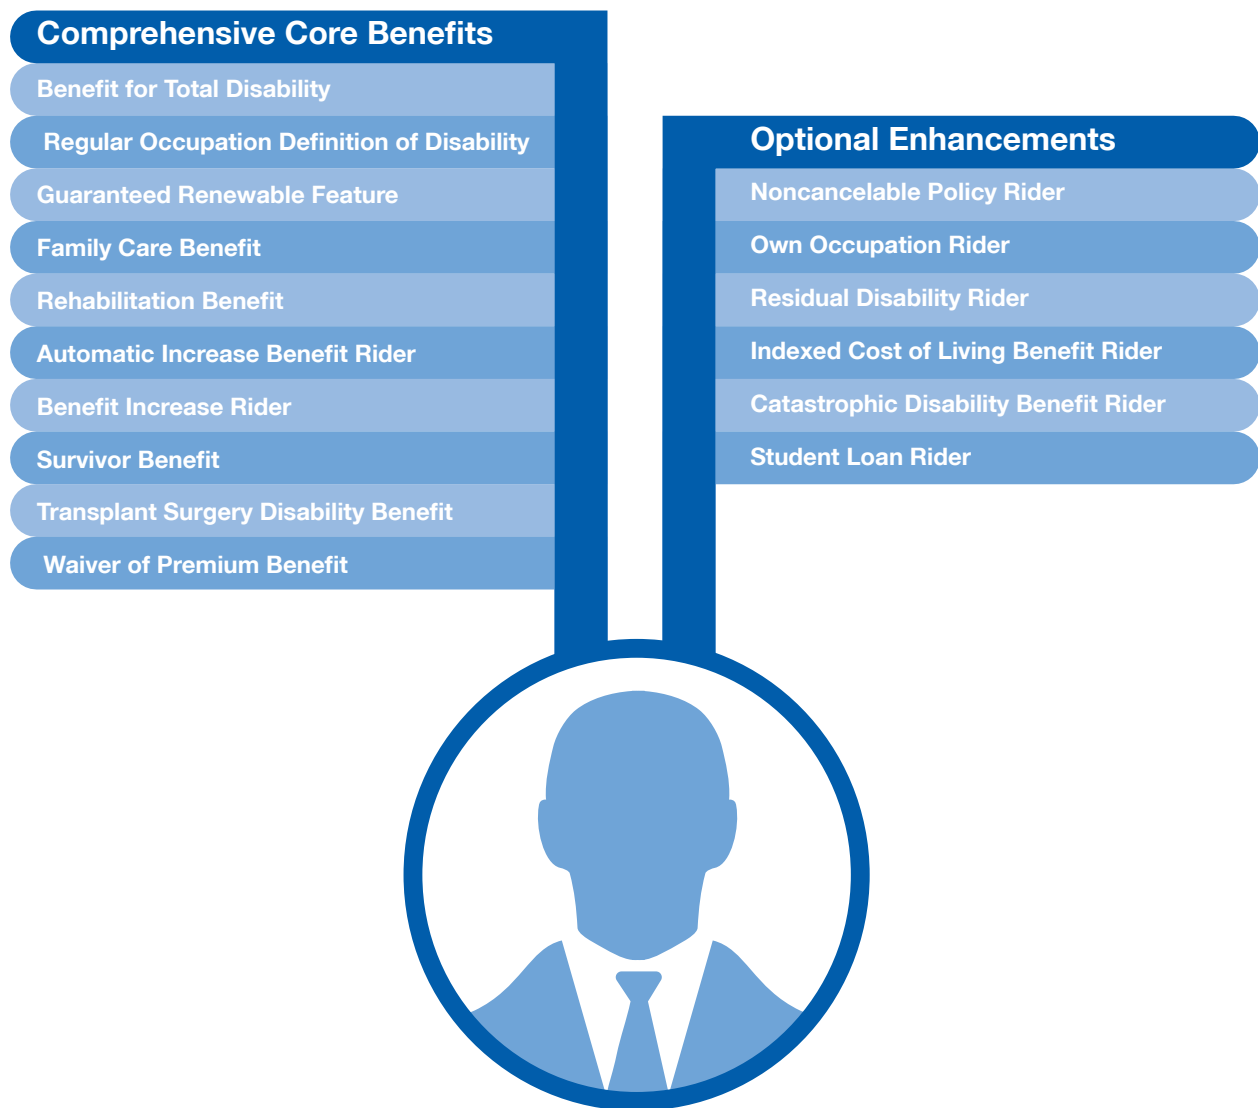 Comprehensive Core Benefits
Benefit for Total Disability
Regular Occupation Definition of Disability
Guaranteed Renewable Feature
Family Care Benefit
Rehabilitation Benefit
Automatic Increase Benefit Rider
Benefit Increase Rider
Survivor Benefit
Transplant Surgery Disability Benefit
Waiver of Premium Benefit
Optional Enhancements
Noncancelable Policy Rider
Own Occupation Rider
Residual Disability Rider
Indexed Cost of Living Benefit Rider
Catastrophic Disability Benefit Rider
Student Loan Rider